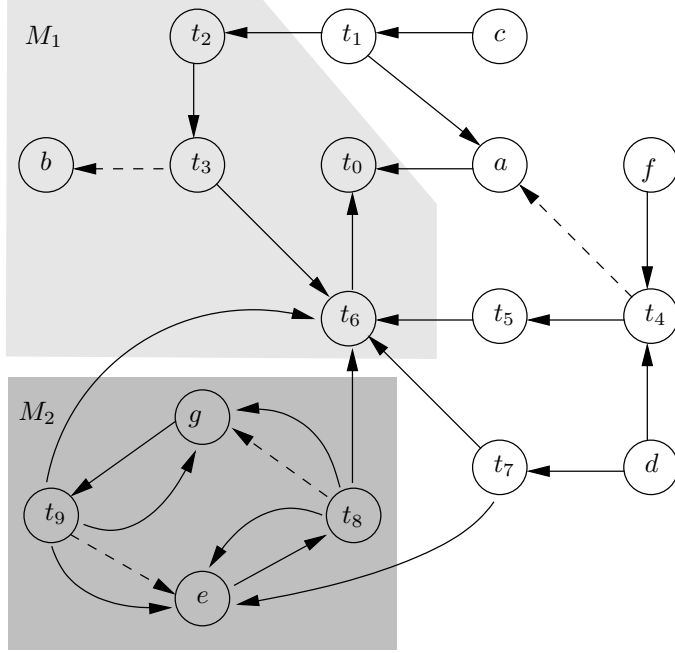 M₁ t₂ t₁ c
b t₃ t₀ a f
t₆ t₅ t₄
M₂ g
t₇ d
t₉ t₈
e